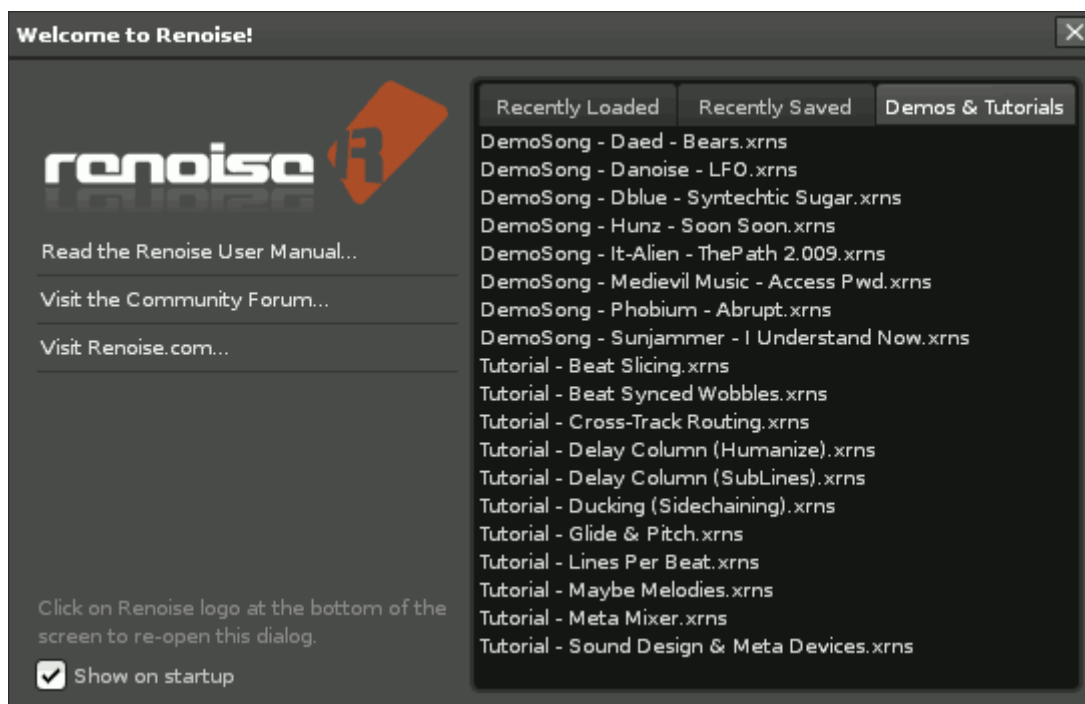 Welcome to Renoise!
renoise
Read the Renoise User Manual...
Visit the Community Forum...
Visit Renoise.com...
Click on Renoise logo at the bottom of the
screen to re-open this dialog.
Show on startup
Recently Loaded Recently Saved Demos & Tutorials
DemoSong - Daed - Bears.xrns
DemoSong - Danoise - LFO.xrns
DemoSong - Dblue - Syntechtic Sugar.xrns
DemoSong - Hunz - Soon Soon.xrns
DemoSong - It-Alien - ThePath 2.009.xrns
DemoSong - Medievil Music - Access Pwd.xrns
DemoSong - Phobium - Abrupt.xrns
DemoSong - Sunjammer - I Understand Now.xrns
Tutorial - Beat Slicing.xrns
Tutorial - Beat Synced Wobbles.xrns
Tutorial - Cross-Track Routing.xrns
Tutorial - Delay Column (Humanize).xrns
Tutorial - Delay Column (SubLines).xrns
Tutorial - Ducking (Sidechaining).xrns
Tutorial - Glide & Pitch.xrns
Tutorial - Lines Per Beat.xrns
Tutorial - Maybe Melodies.xrns
Tutorial - Meta Mixer.xrns
Tutorial - Sound Design & Meta Devices.xrns